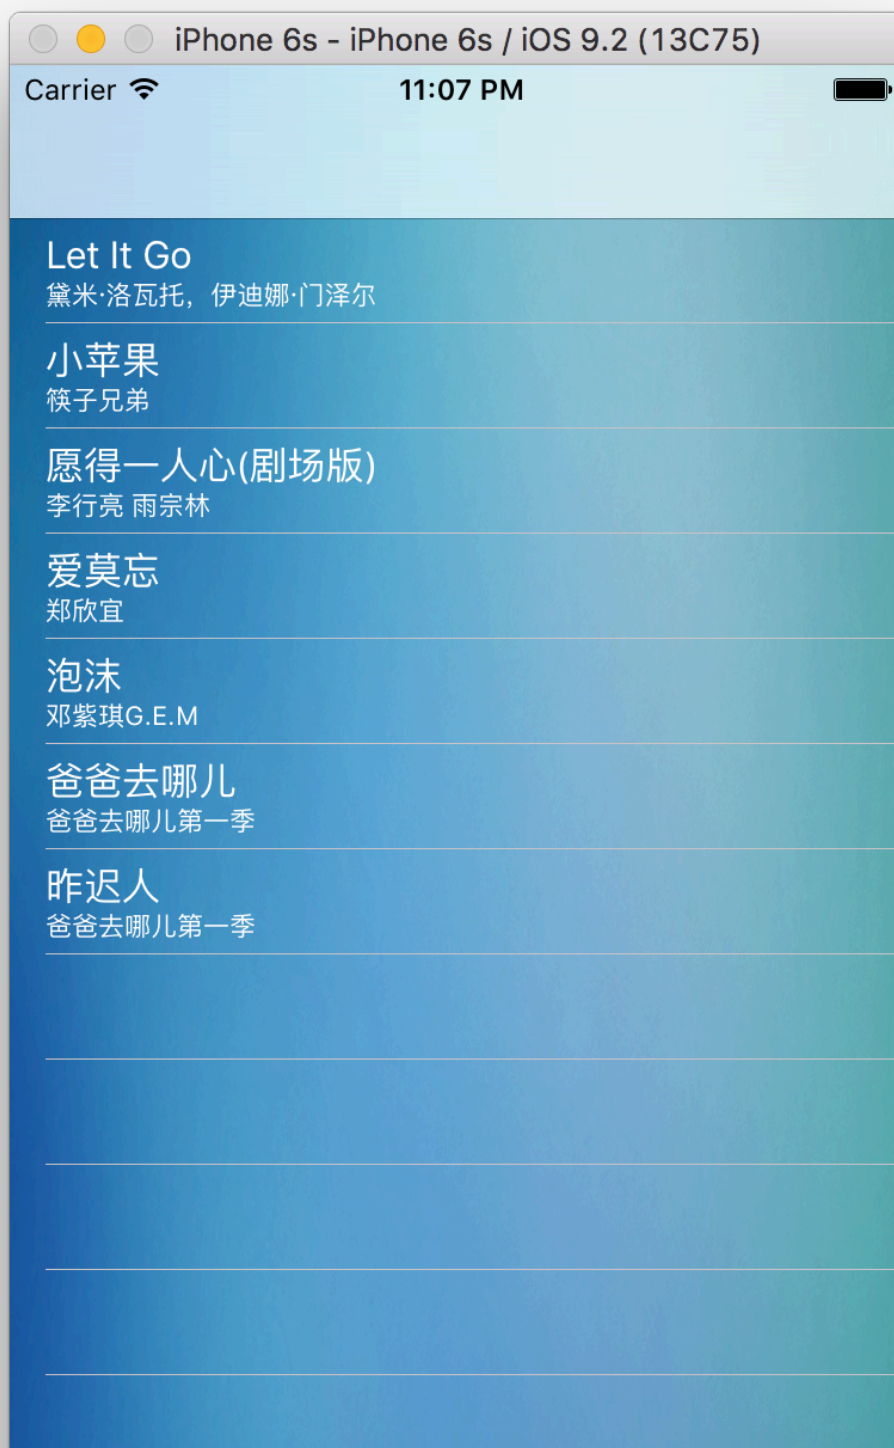 iPhone 6s - iPhone 6s / iOS 9.2 (13C75)
Carrier 11:07 PM
Let It Go
黛米·洛瓦托，伊迪娜·门泽尔
小苹果
筷子兄弟
愿得一人心(剧场版)
李行亮 雨宗林
爱莫忘
郑欣宜
泡沫
邓紫琪G.E.M
爸爸去哪儿
爸爸去哪儿第一季
昨迟人
爸爸去哪儿第一季